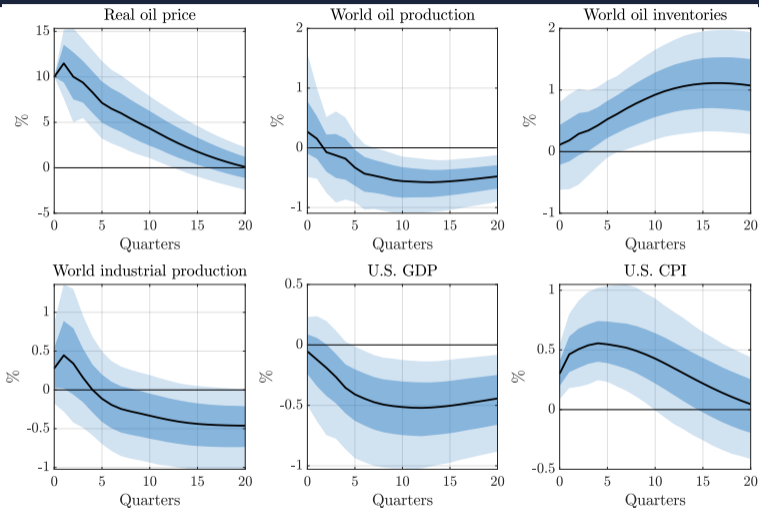 Real oil price
World oil production
World oil inventories
15
10
5
0
-5
%
0 5 10 15 20
Quarters
2
1
0
-1
%
0 5 10 15 20
Quarters
2
1
0
-1
%
0 5 10 15 20
Quarters
World industrial production
U.S. GDP
U.S. CPI
1
0.5
0
-0.5
-1
%
0 5 10 15 20
Quarters
0.5
0
-0.5
-1
%
0 5 10 15 20
Quarters
1
0.5
0
-0.5
%
0 5 10 15 20
Quarters